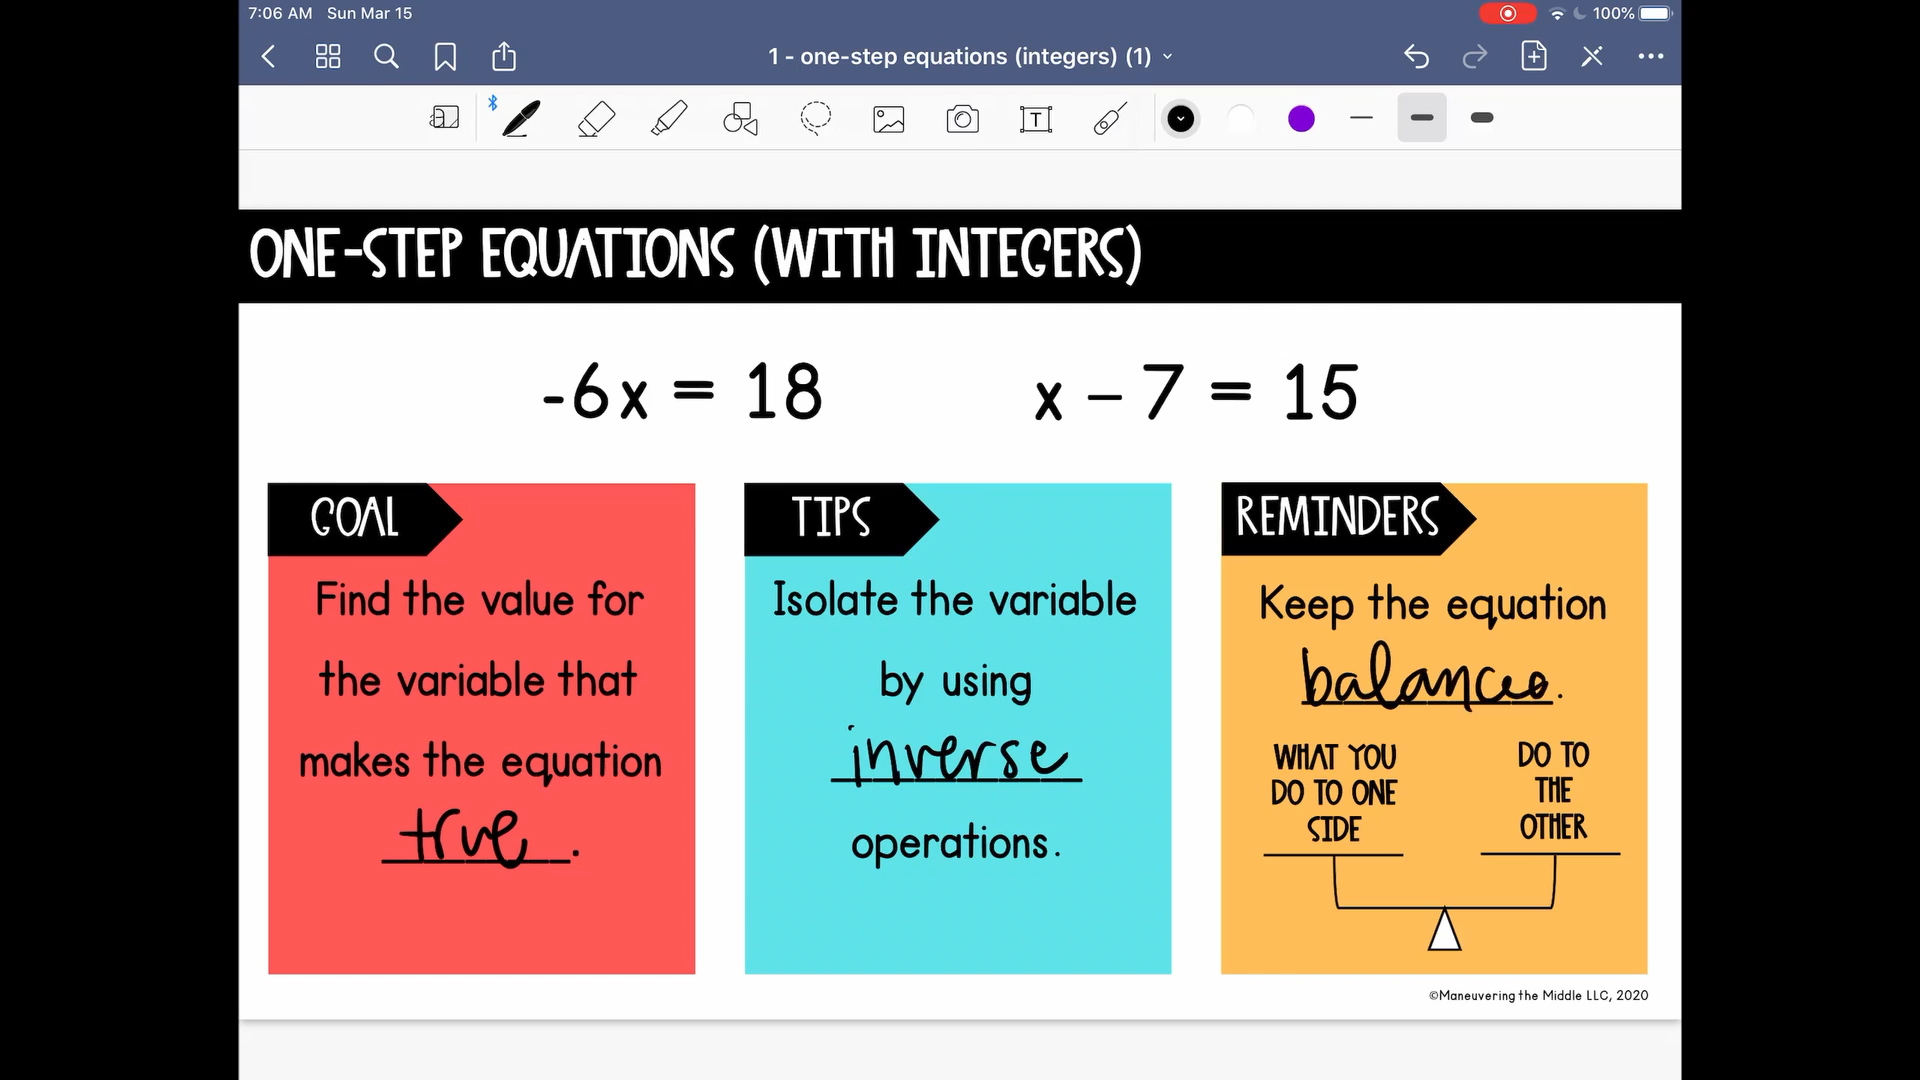 7:06 AM Sun Mar 15
100%
1 - one-step equations (integers) (1)
T
ONE-STEP EQUATIONS (WITH INTEGERS)
-6x = 18
x – 7 = 15
GOAL
Find the value for
the variable that
makes the equation
true.
TIPS
Isolate the variable
by using
inverse
operations.
REMINDERS
Keep the equation
WHAT YOU
DO TO ONE
SIDE
DO TO
THE
OTHER
©Maneuvering the Middle LLC, 2020